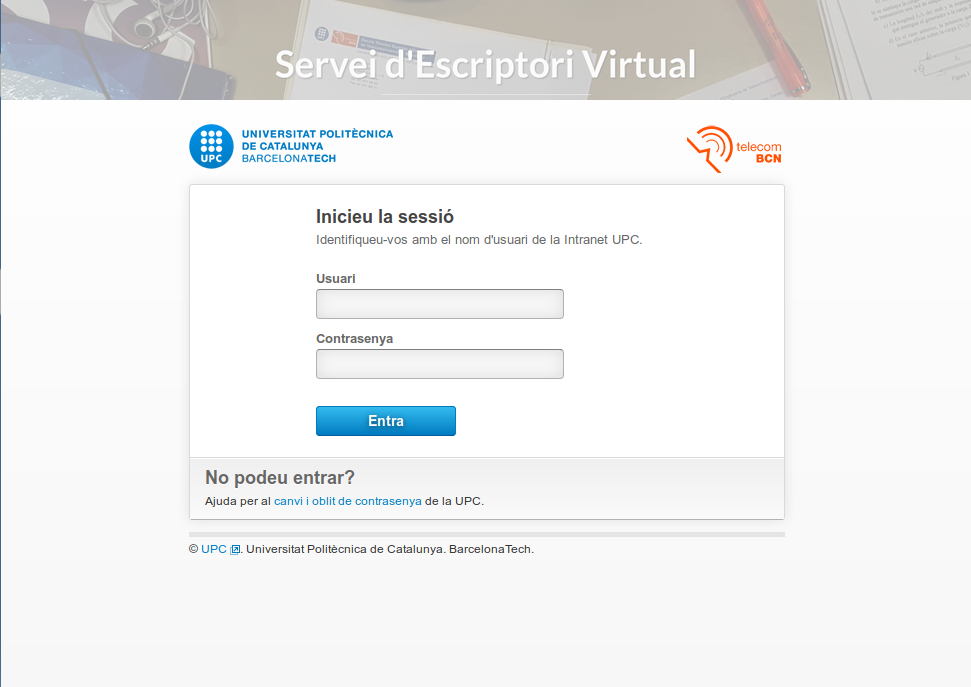 Servei d'Escriptori Virtual
UPC
UNIVERSITAT POLITÈCNICA
DE CATALUNYA
BARCELONATECH
telecom
BCN
Inicieu la sessió
Identifiqueu-vos amb el nom d'usuari de la Intranet UPC.
Usuari
Contrasenya
Entra
No podeu entrar?
Ajuda per al canvi i oblit de contrasenya de la UPC.
© UPC. Universitat Politècnica de Catalunya. BarcelonaTech.